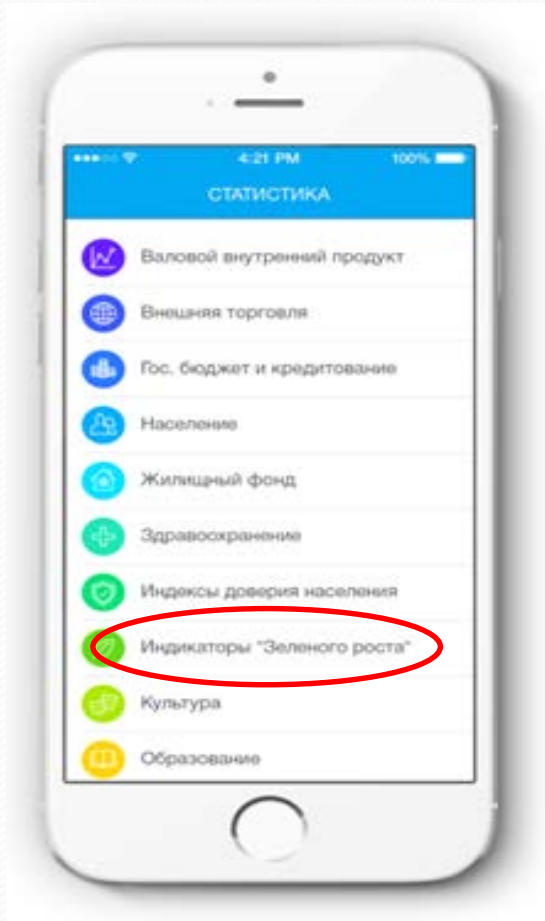 4:21 PM 100%
СТАТИСТИКА
Валовой внутренний продукт
Внешняя торговля
Гос. бюджет и кредитование
Население
Жилищный фонд
Здравоохранение
Индексы доверия населения
Индикаторы "Зеленого роста"
Культура
Образование